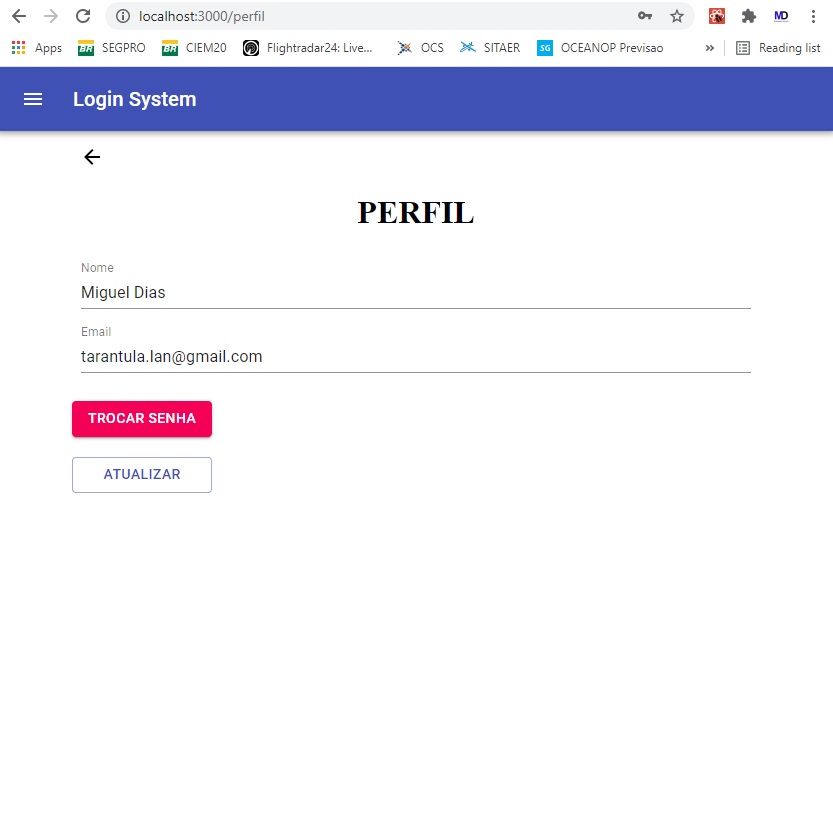 localhost:3000/perfil
MD
Apps BR SEGPRO BR CIEM20 Flightradar24: Live... OCS SITAER SG OCEANOP Previsao » Reading list
Login System
PERFIL
Nome
Miguel Dias
Email
tarantula.lan@gmail.com
TROCAR SENHA
ATUALIZAR